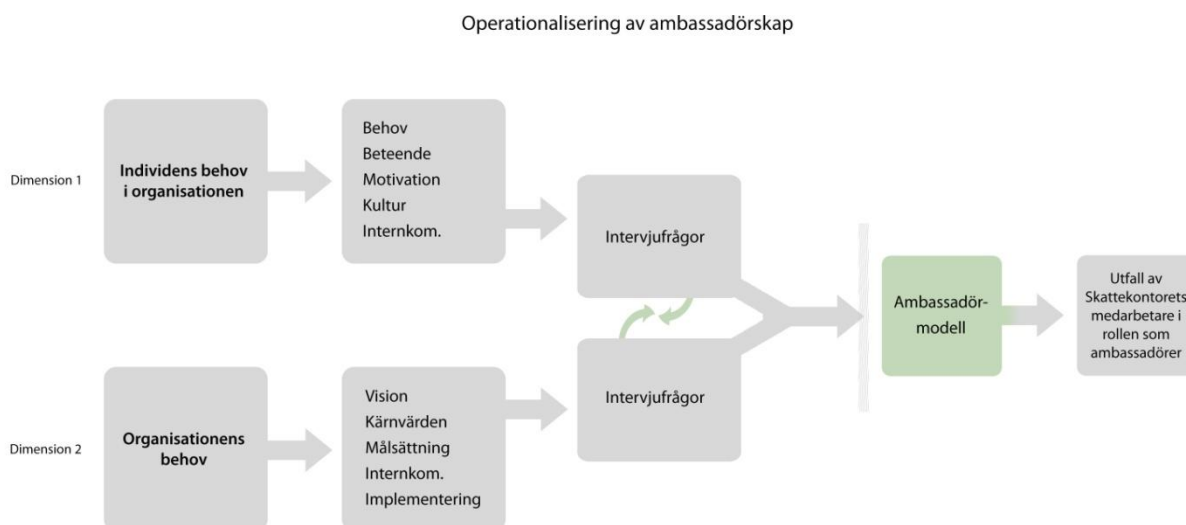 Operationalisering av ambassadörskap
Dimension 1
Individens behov
i organisationen
Behov
Beteende
Motivation
Kultur
Internkom.
Intervjufrågor
Ambassadör-
modell
Utfall av
Skattekontorets
medarbetare i
rollen som
ambassadörer
Dimension 2
Organisationens
behov
Vision
Kärnvärden
Målsättning
Internkom.
Implementering
Intervjufrågor